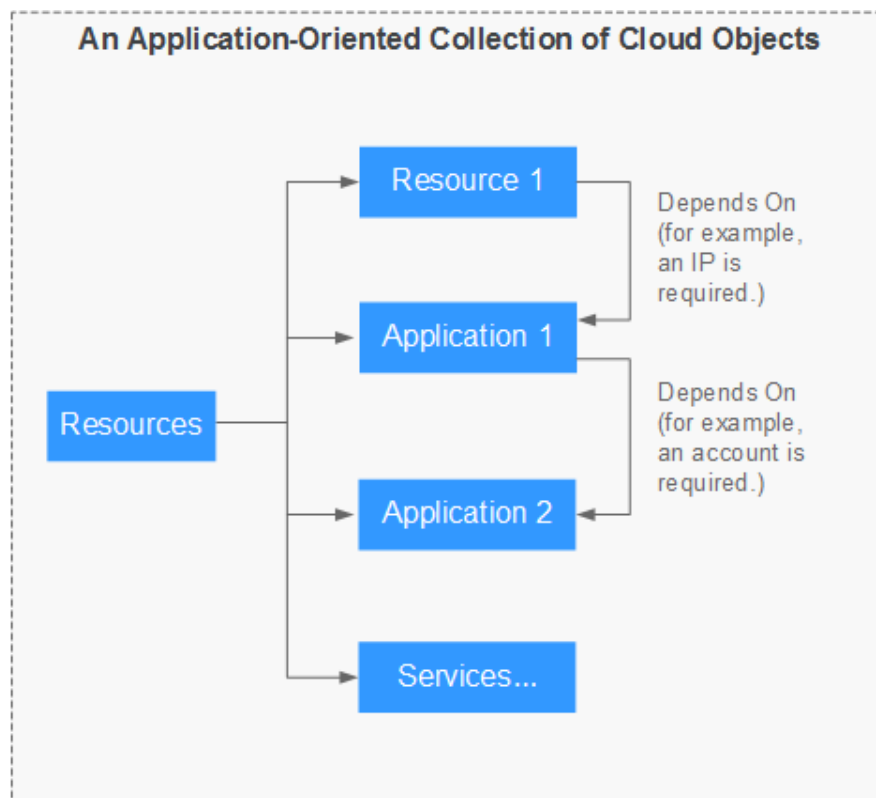 An Application-Oriented Collection of Cloud Objects
Resource 1
Depends On
(for example,
an IP is
required.)
Application 1
Resources
Depends On
(for example,
an account is
required.)
Application 2
Services...